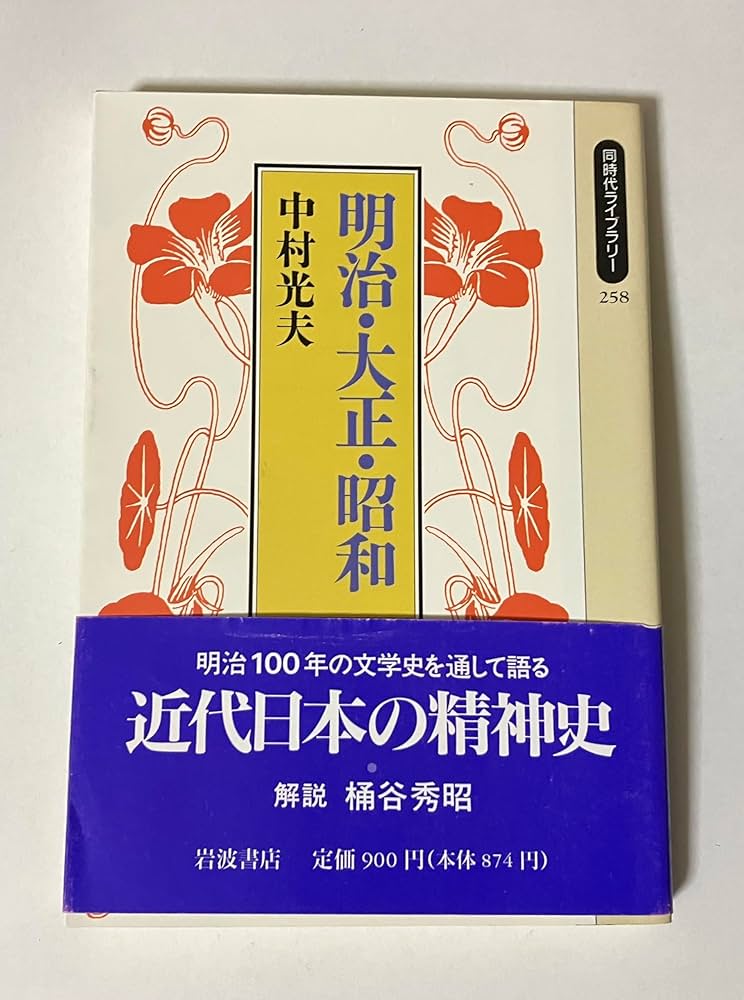 同時代ライブラリー
258
明治・大正・昭和
中村光夫
明治100年の文学史を通して語る
近代日本の精神史
解説 桶谷秀昭
岩波書店 定価900円(本体874円)